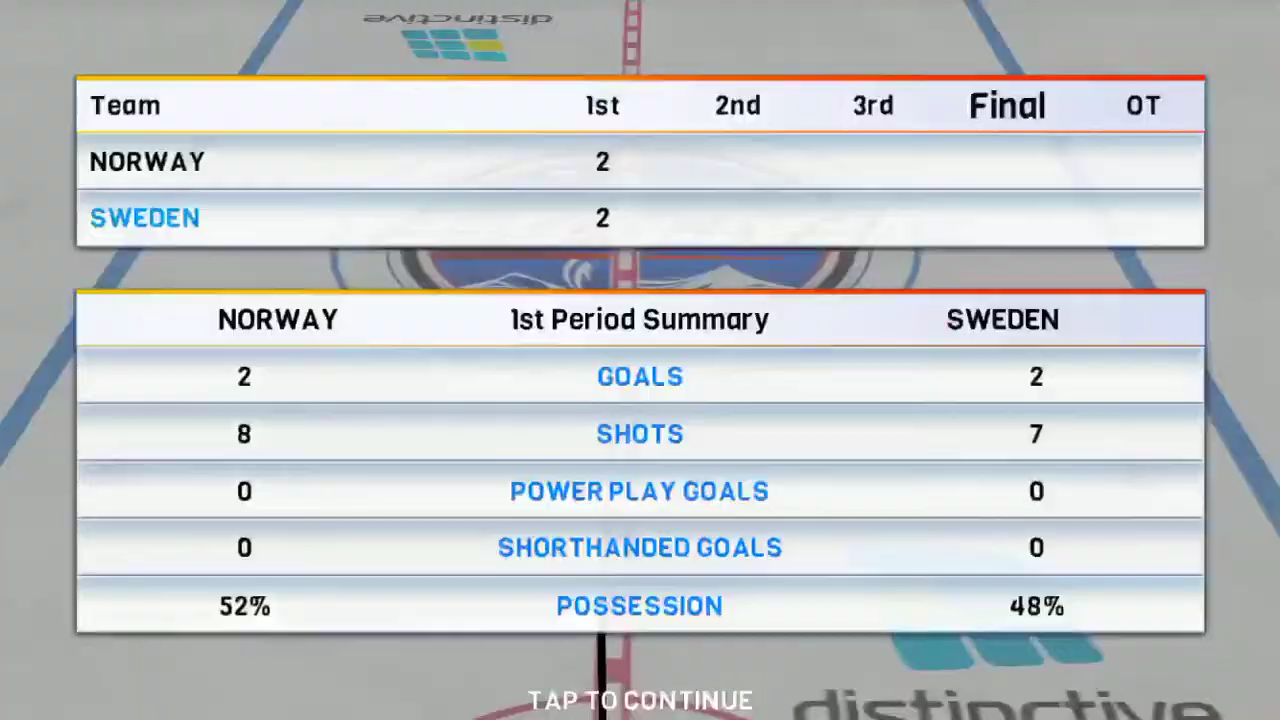 distinctive
Team 1st 2nd 3rd Final OT
NORWAY 2
SWEDEN 2
NORWAY 1st Period Summary SWEDEN
2 GOALS 2
8 SHOTS 7
0 POWER PLAY GOALS 0
0 SHORTHANDED GOALS 0
52% POSSESSION 48%
TAP TO CONTINUE
distinctive